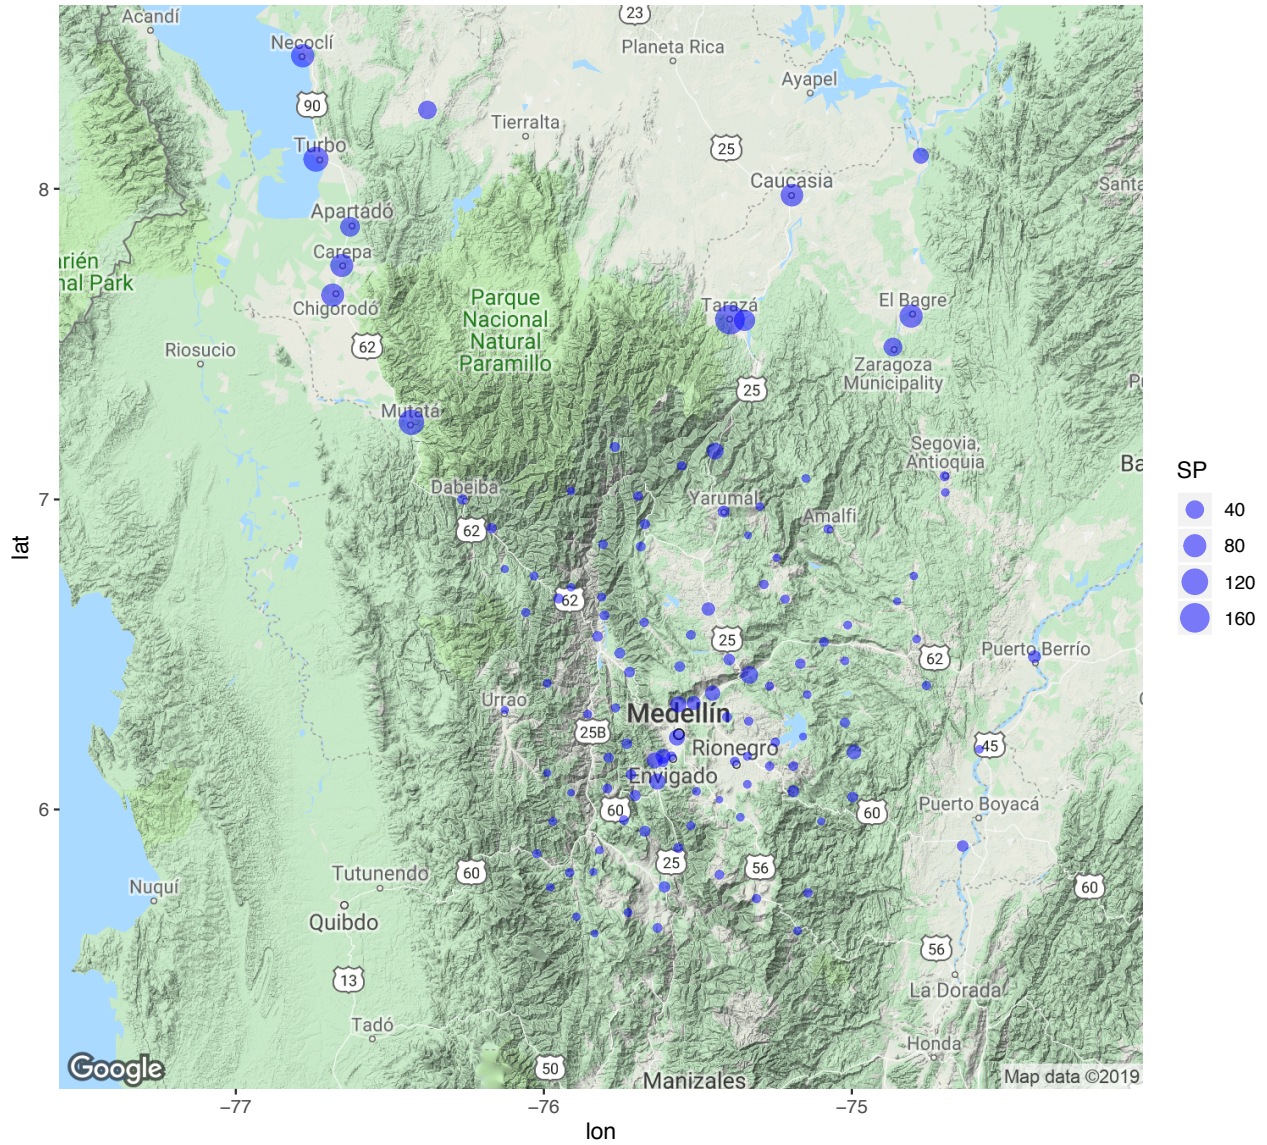 Acandí
23
Necoclí
Planeta Rica
Ayapel
90
Tierralta
Turbo
25
8
Caucasia
Santa
Apartadó
Carepa
arién
nal Park
Parque
Nacional
Natural
Paramillo
Chigorodó
Tarazá
El Bagre
62
Riosucio
Zaragoza
Municipality
25
Mutatá
Segovia,
Antioquia
Ba
SP
40
80
120
160
7
Dabeiba
Yarumal
Amalfi
62
lat
62
25
62
Puerto Berrío
Urrao
Medellín
25B
Rionegro
45
Envigado
6
60
60
Puerto Boyacá
25
56
60
Tutunendo
60
Nuquí
Quibdo
56
13
La Dorada
Tadó
Honda
Google
50
Manizales
Map data ©2019
−77
−76
−75
lon